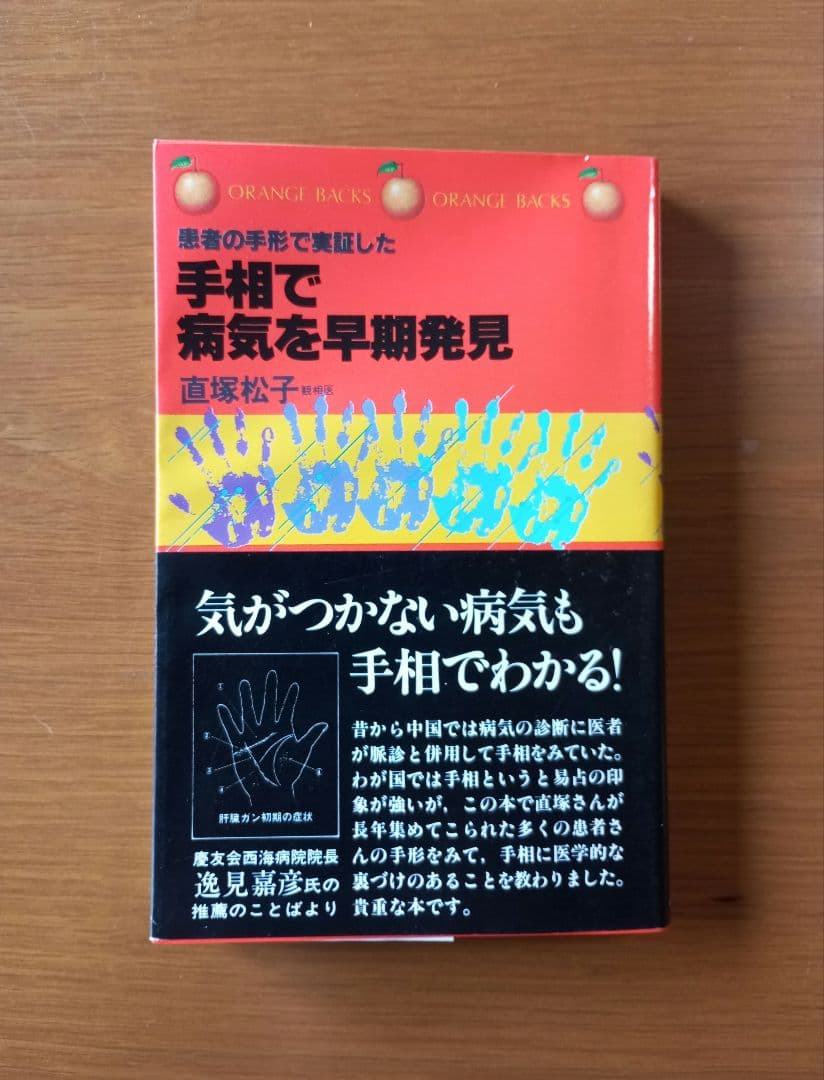 ORANGE BACKS ORANGE BACKS
患者の手形で実証した
手相で
病気を早期発見
直塚松子 観相医
気がつかない病気も
手相でわかる!
1
2
3
4
肝臓ガン初期の症状
慶友会西海病院院長
逸見嘉彦氏の
推薦のことばより
昔から中国では病気の診断に医者
が脈診と併用して手相をみていた。
わが国では手相というと易占の印
象が強いが、この本で直塚さんが
長年集めてこられた多くの患者さ
んの手形をみて、手相に医学的な
裏づけのあることを教わりました。
貴重な本です。